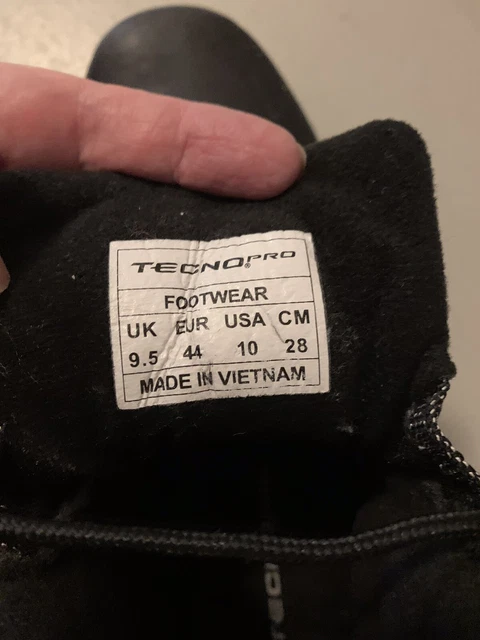 TECNOPRO®
FOOTWEAR
UK EUR USA CM
9.5 44 10 28
MADE IN VIETNAM